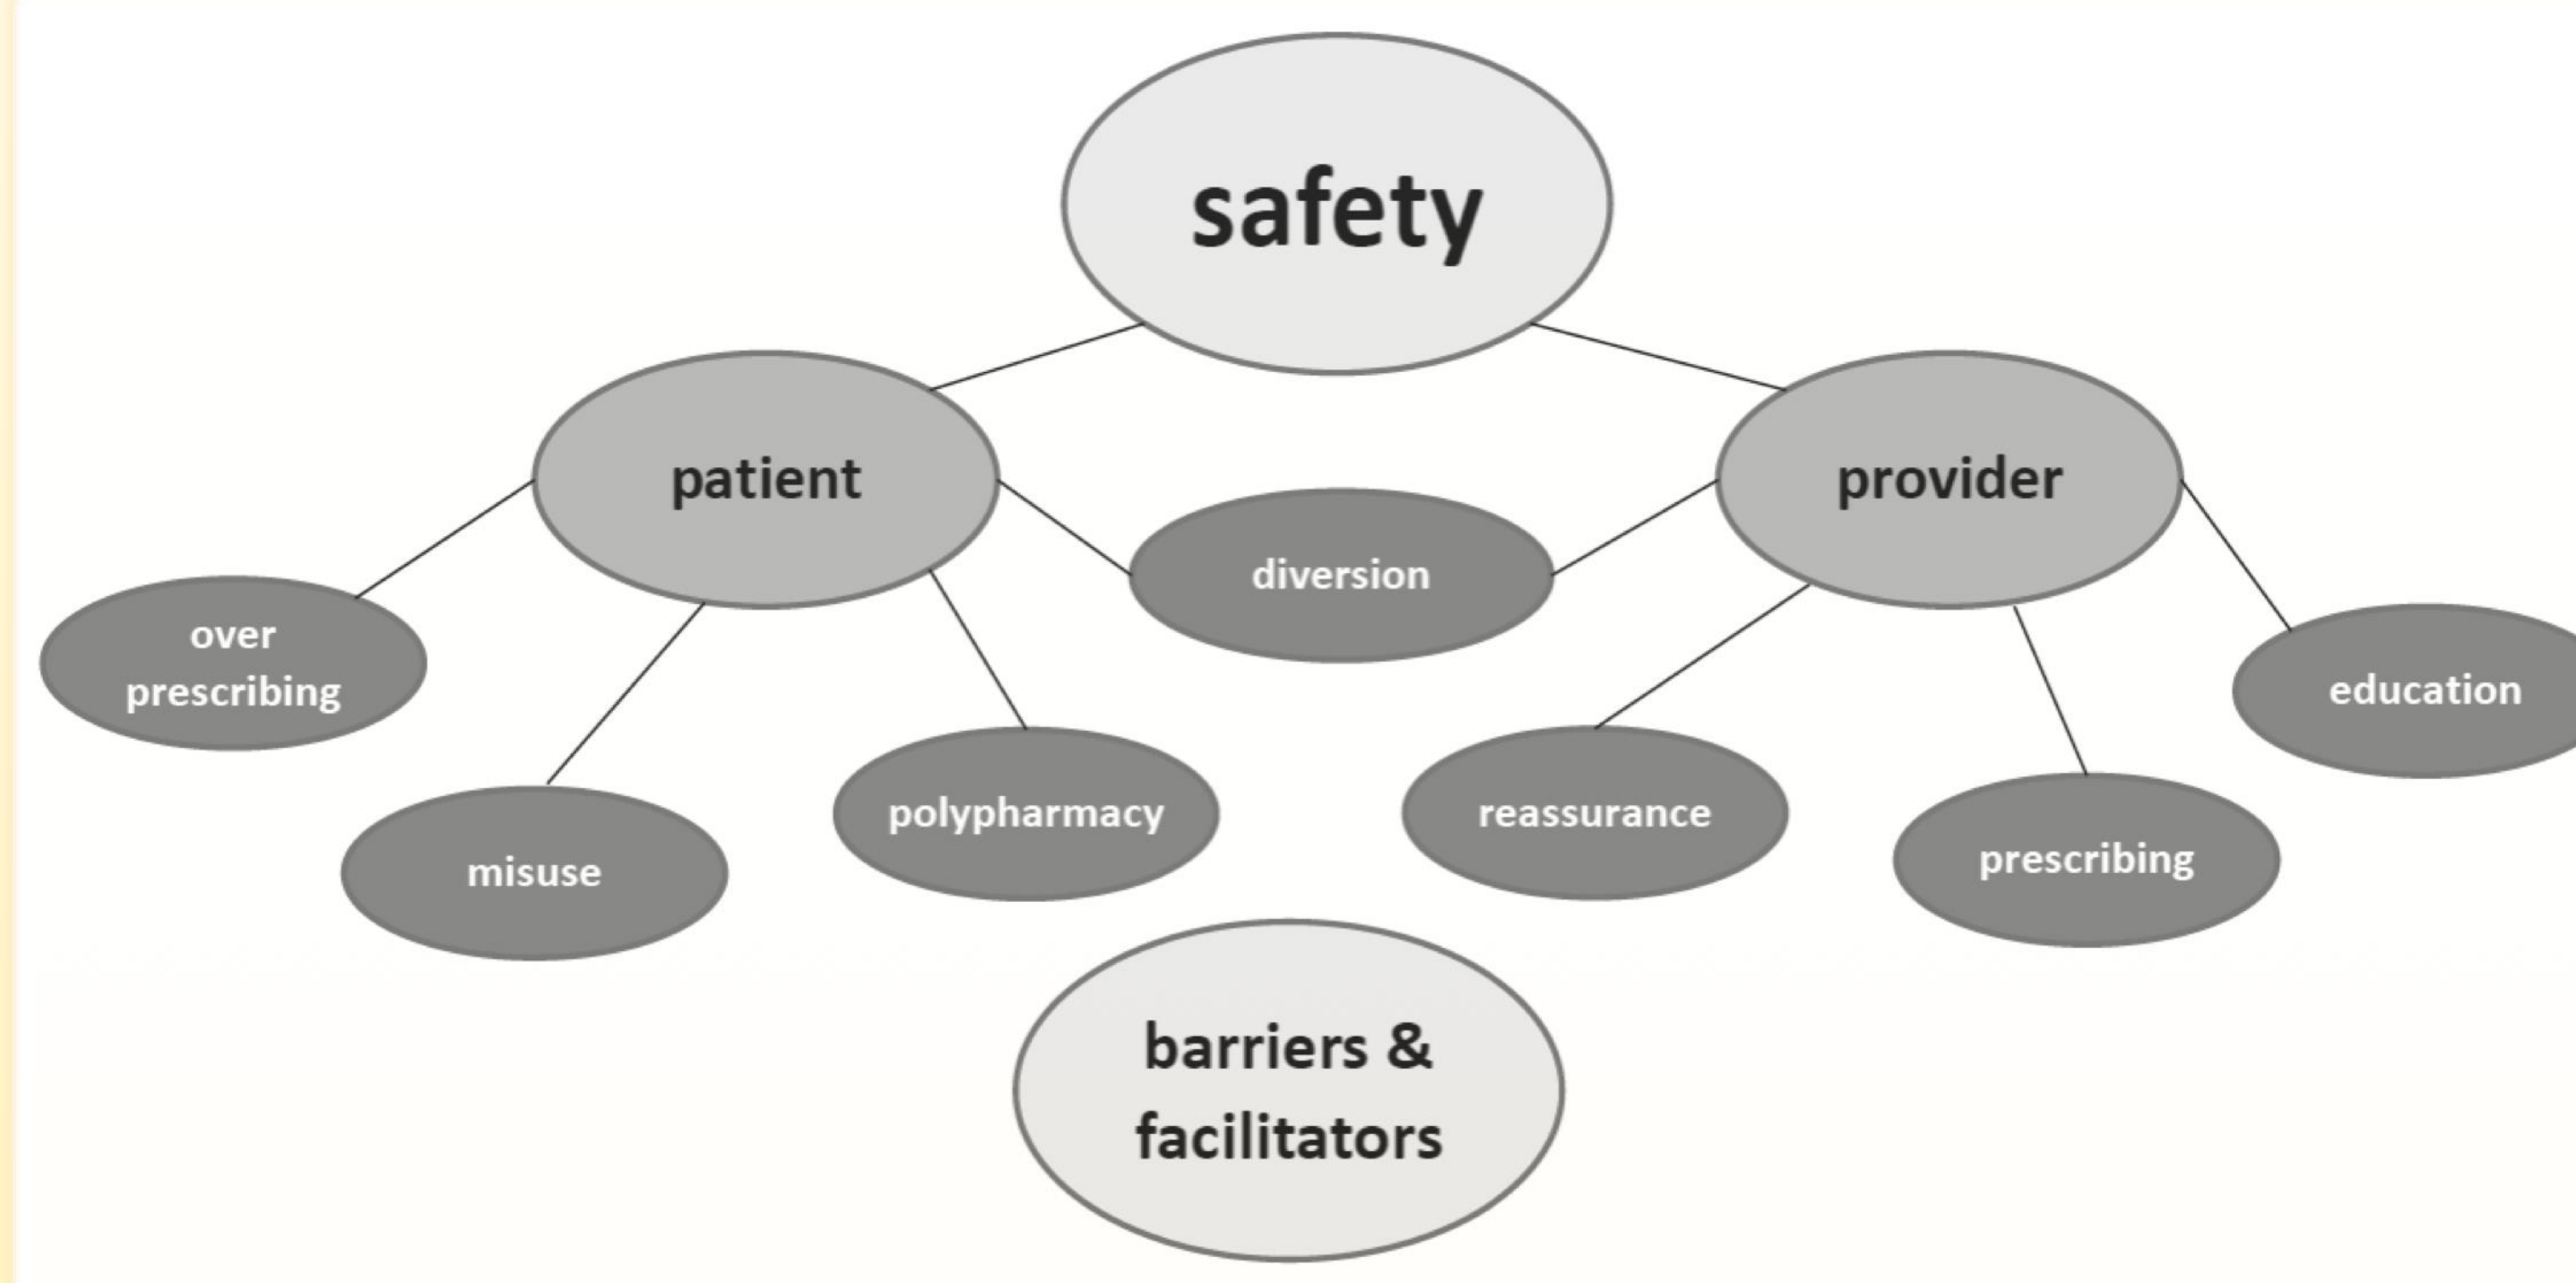 safety
patient
provider
diversion
over
prescribing
education
polypharmacy
reassurance
misuse
prescribing
barriers &
facilitators